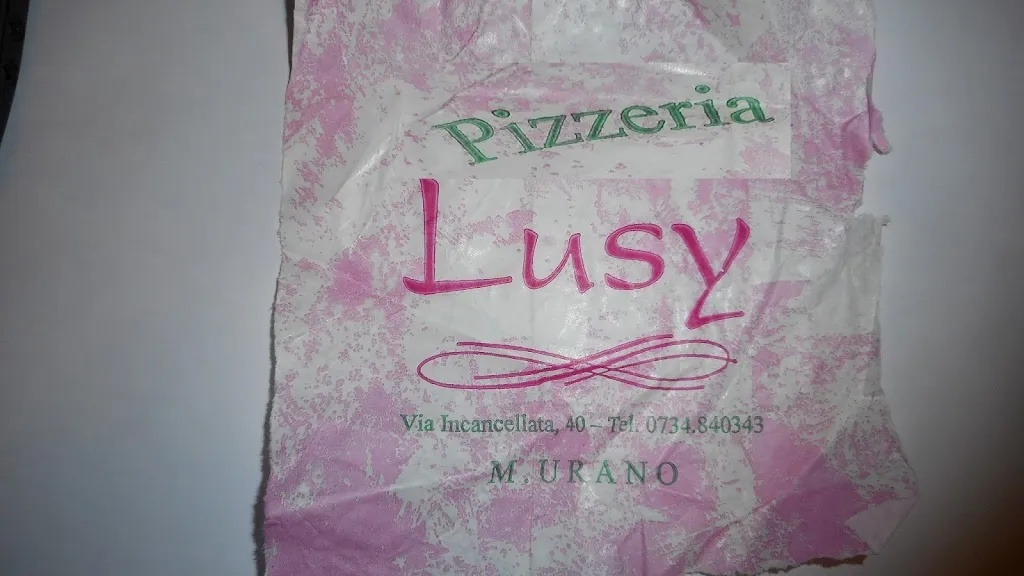 Pizzeria
Lusy
Via Incancellata, 40 – Tel. 0734.840343
M. URANO